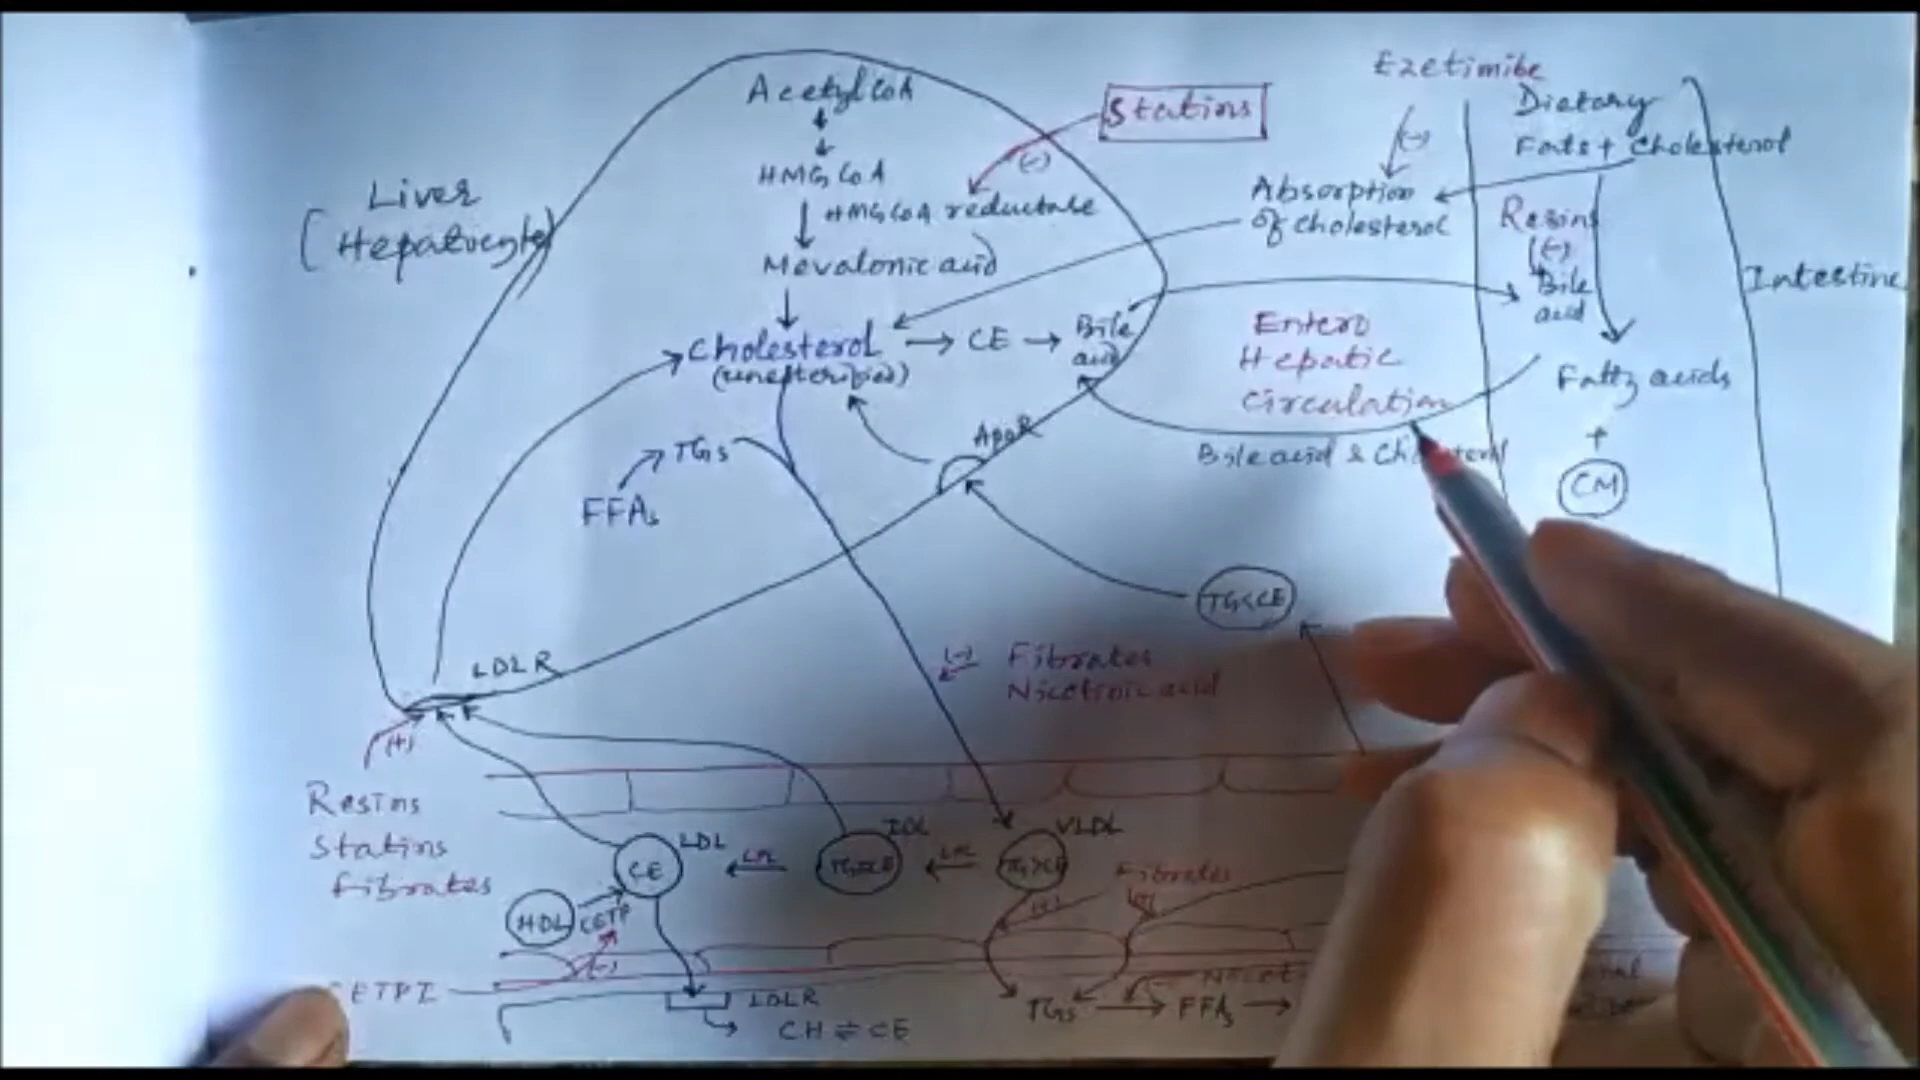 Ezetimibe
Acetyl CoA
Statins
Dietary
Fats + Cholesterol
(-)
(-)
HMG CoA
Liver
(Hepatocyte)
HMG CoA reductase
Absorption
of cholesterol
Resins
(-)
Mevalonic acid
Bile
acid
Intestine
Cholesterol
(unesterified)
CE
Bile
acid
Entero
Hepatic
Circulation
Fatty acids
+
CM
Bile acid &
ApoR
TGs
FFAs
TG<CE
LDLR
(-) Fibrates
Nicotinic acid
(+)
Resins
Statins
Fibrates
LDL
IDL
VLDL
CE
LPL
LPL
TG>CE
Fibrates
(+)
HDL
CETP
(-)
CETPI
LDLR
CH ⇌ CE
TGs
FFAs